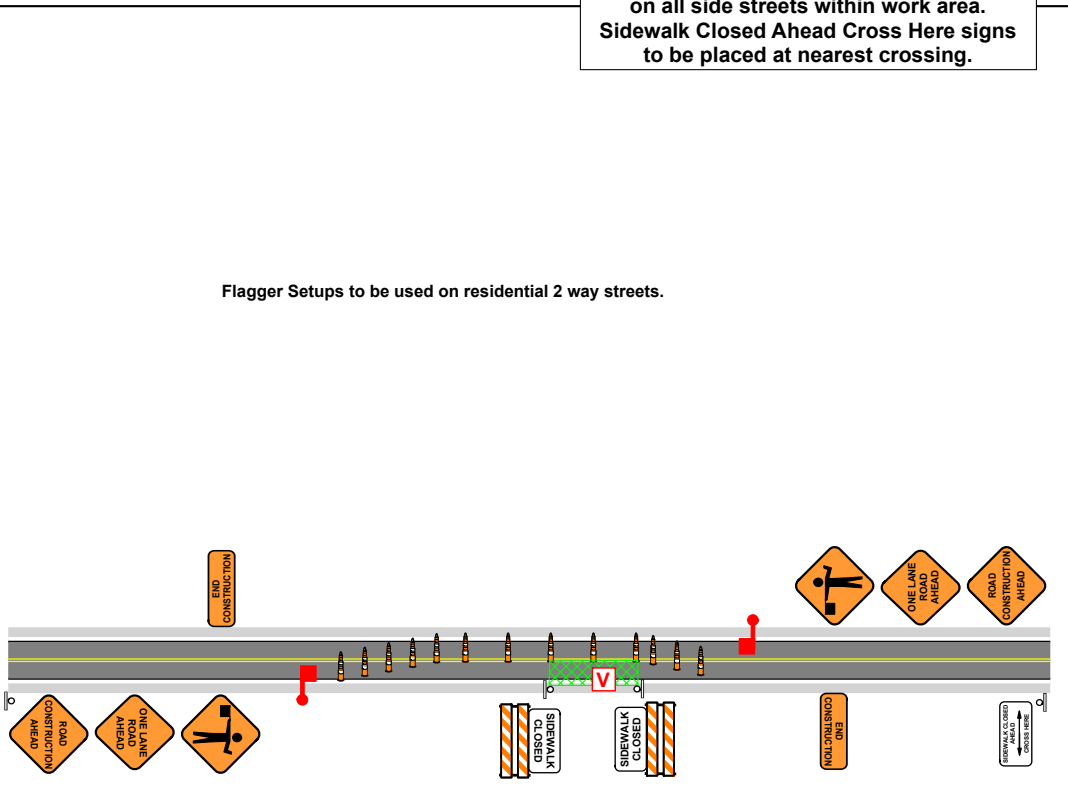 on all side streets within work area.
Sidewalk Closed Ahead Cross Here signs
to be placed at nearest crossing.
Flagger Setups to be used on residential 2 way streets.
END
CONSTRUCTION
ONE LANE
ROAD
AHEAD
ROAD
CONSTRUCTION
AHEAD
V
ROAD
CONSTRUCTION
AHEAD
ONE LANE
ROAD
AHEAD
SIDEWALK
CLOSED
SIDEWALK
CLOSED
END
CONSTRUCTION
SIDEWALK CLOSED
AHEAD
CROSS HERE